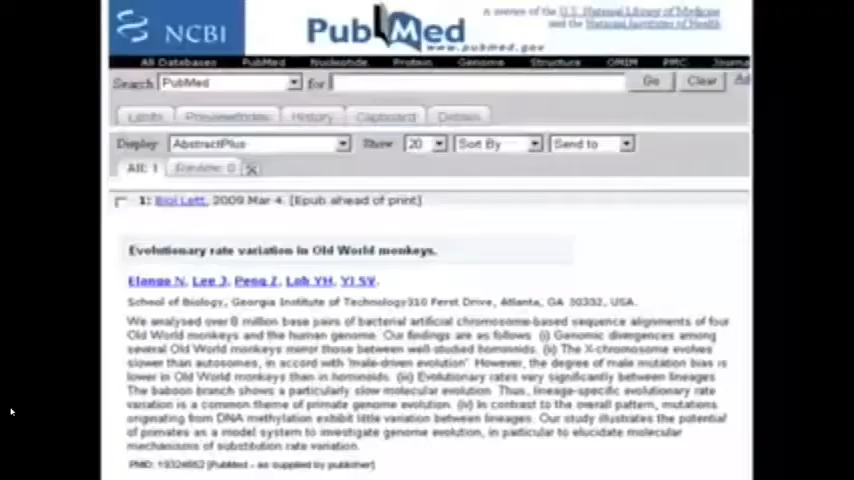 NCBI
PubMed
www.pubmed.gov
A service of the U.S. National Library of Medicine
and the National Institutes of Health
All Databases PubMed Nucleotide Protein Genome Structure OMIM PMC Journa
Search PubMed for Go Clear Ad
Limits Preview/Index History Clipboard Details
Display AbstractPlus Show 20 Sort By Send to
All: 1 Review: 0
1: Biol Lett. 2009 Mar 4. [Epub ahead of print]
Evolutionary rate variation in Old World monkeys.
Elango N, Lee J, Peng Z, Loh YH, Yi SV.
School of Biology, Georgia Institute of Technology310 Ferst Drive, Atlanta, GA 30332, USA.
We analysed over 8 million base pairs of bacterial artificial chromosome-based sequence alignments of four
Old World monkeys and the human genome. Our findings are as follows. (i) Genomic divergences among
several Old World monkeys mirror those between well-studied hominoids. (ii) The X-chromosome evolves
slower than autosomes, in accord with 'male-driven evolution'. However, the degree of male mutation bias is
lower in Old World monkeys than in hominoids. (iii) Evolutionary rates vary significantly between lineages.
The baboon branch shows a particularly slow molecular evolution. Thus, lineage-specific evolutionary rate
variation is a common theme of primate genome evolution. (iv) In contrast to the overall pattern, mutations
originating from DNA methylation exhibit little variation between lineages. Our study illustrates the potential
of primates as a model system to investigate genome evolution, in particular to elucidate molecular
mechanisms of substitution rate variation.
PMID: [PubMed - as supplied by publisher]